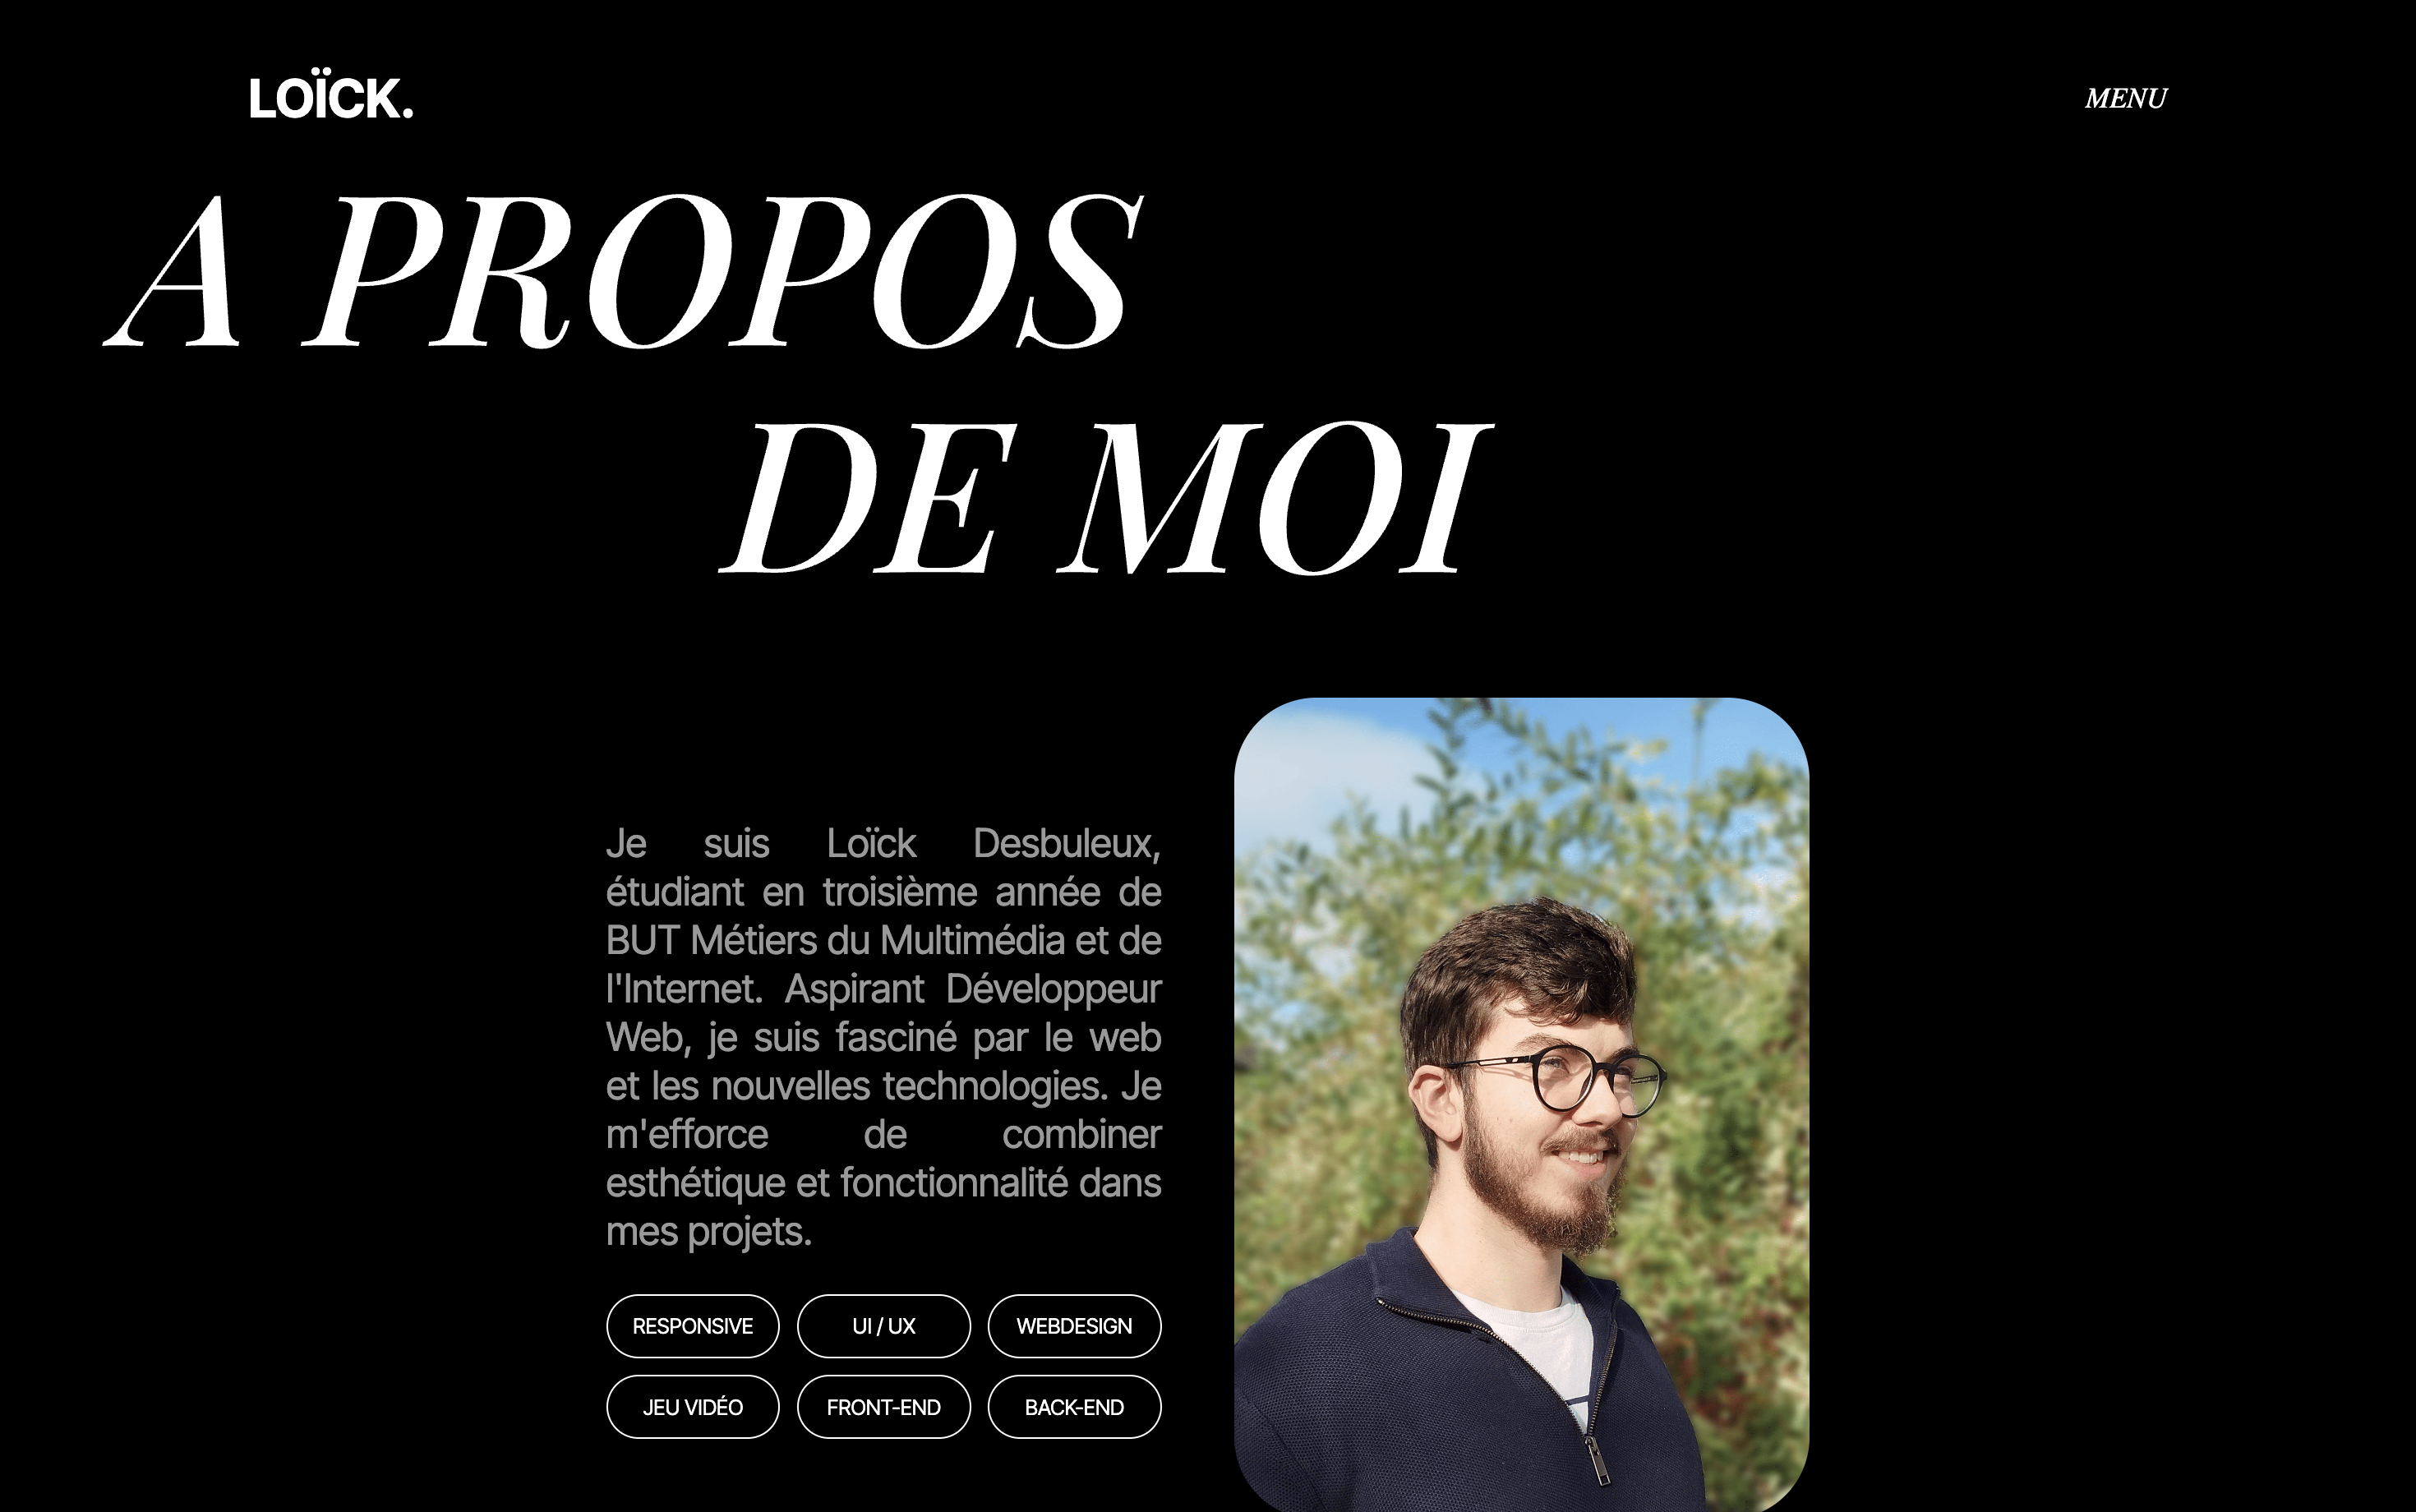 LOÏCK.
MENU
A PROPOS
DE MOI
Je suis Loïck Desbuleux,
étudiant en troisième année de
BUT Métiers du Multimédia et de
l'Internet. Aspirant Développeur
Web, je suis fasciné par le web
et les nouvelles technologies. Je
m'efforce de combiner
esthétique et fonctionnalité dans
mes projets.
RESPONSIVE
UI / UX
WEBDESIGN
JEU VIDÉO
FRONT-END
BACK-END